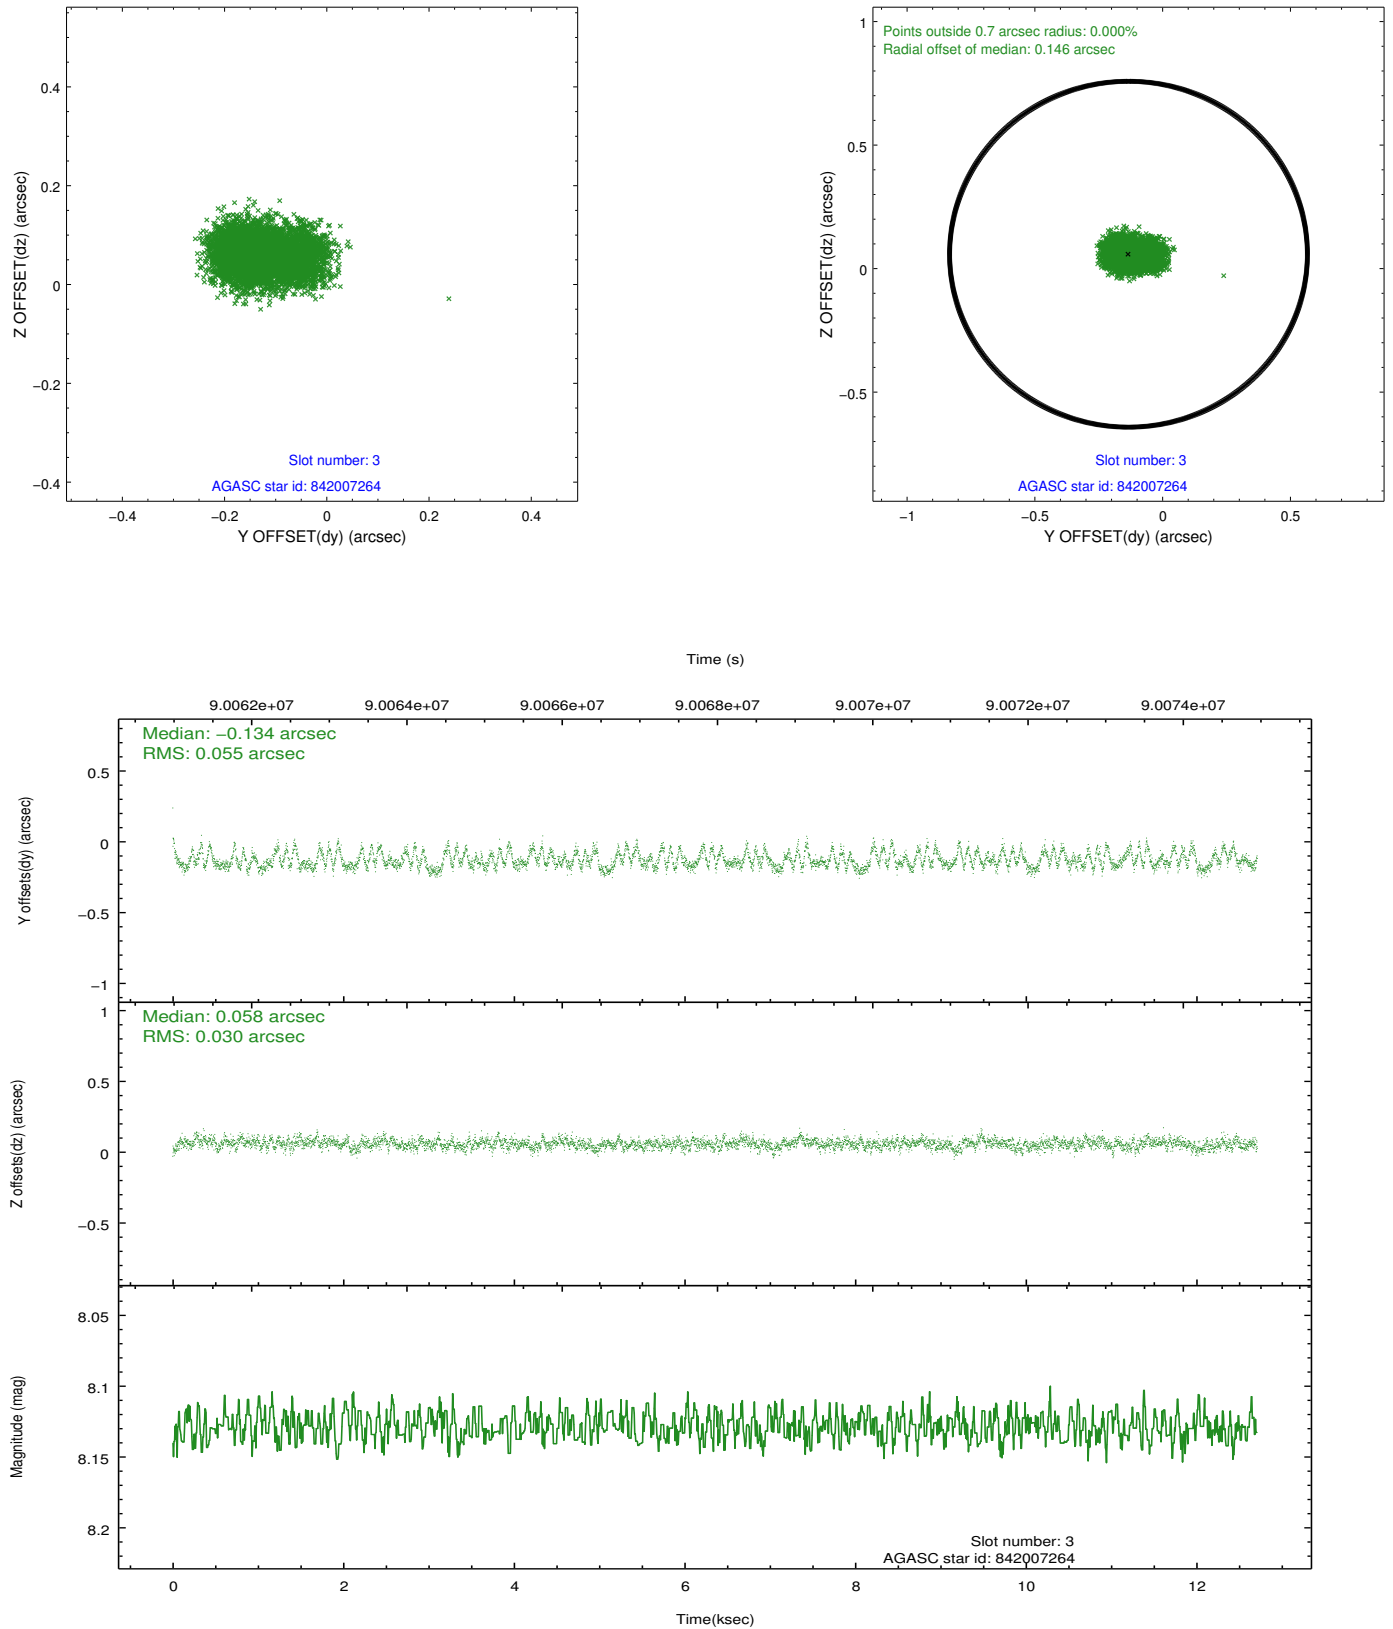 0.4
0.2
0
−0.2
−0.4
Z OFFSET(dz) (arcsec)
Slot number: 3
AGASC star id: 842007264
−0.4 −0.2 0 0.2 0.4
Y OFFSET(dy) (arcsec)
Points outside 0.7 arcsec radius: 0.000%
Radial offset of median: 0.146 arcsec
1
0.5
0
−0.5
Z OFFSET(dz) (arcsec)
Slot number: 3
AGASC star id: 842007264
−1 −0.5 0 0.5
Y OFFSET(dy) (arcsec)
Time (s)
9.0062e+07 9.0064e+07 9.0066e+07 9.0068e+07 9.007e+07 9.0072e+07 9.0074e+07
Median: −0.134 arcsec
RMS: 0.055 arcsec
0.5
0
−0.5
−1
Y offsets(dy) (arcsec)
Median: 0.058 arcsec
RMS: 0.030 arcsec
1
0.5
0
−0.5
Z offsets(dz) (arcsec)
8.05
8.1
8.15
8.2
Magnitude (mag)
Slot number: 3
AGASC star id: 842007264
0 2 4 6 8 10 12
Time(ksec)